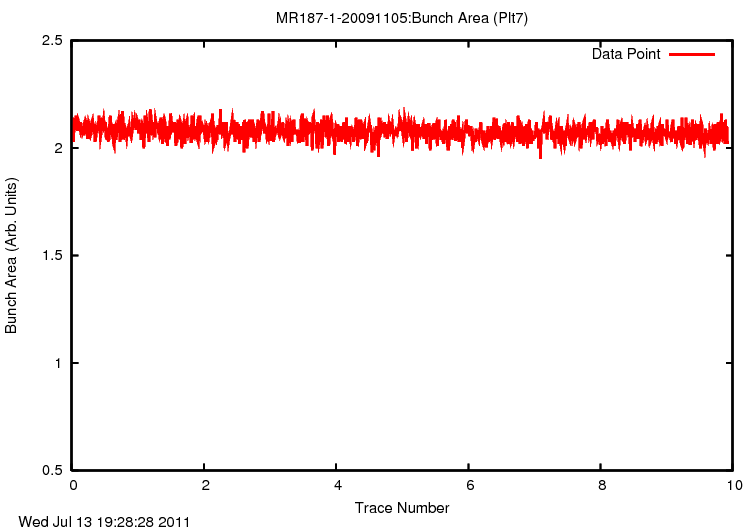 MR187-1-20091105:Bunch Area (Plt7)
Data Point
2.5
2
1.5
1
0.5
Bunch Area (Arb. Units)
0 2 4 6 8 10
Trace Number
Wed Jul 13 19:28:28 2011